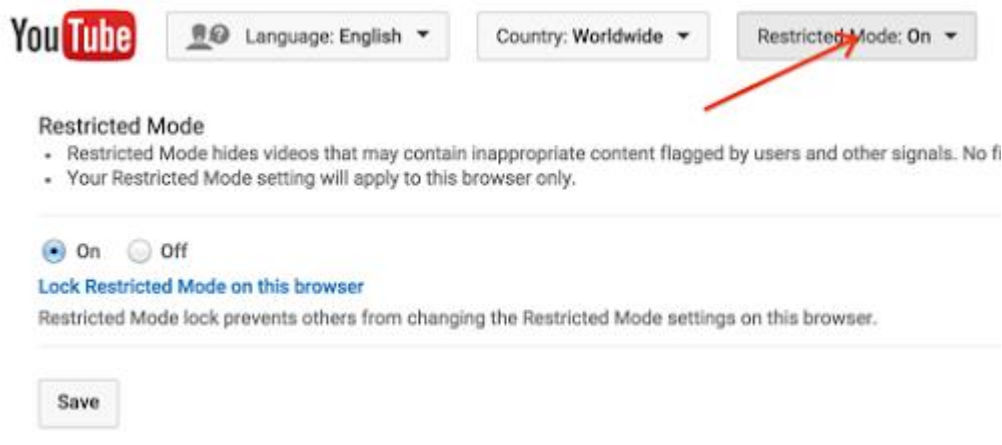 YouTube Language: English Country: Worldwide Restricted Mode: On
Restricted Mode
• Restricted Mode hides videos that may contain inappropriate content flagged by users and other signals. No
• Your Restricted Mode setting will apply to this browser only.
On Off
Lock Restricted Mode on this browser
Restricted Mode lock prevents others from changing the Restricted Mode settings on this browser.
Save